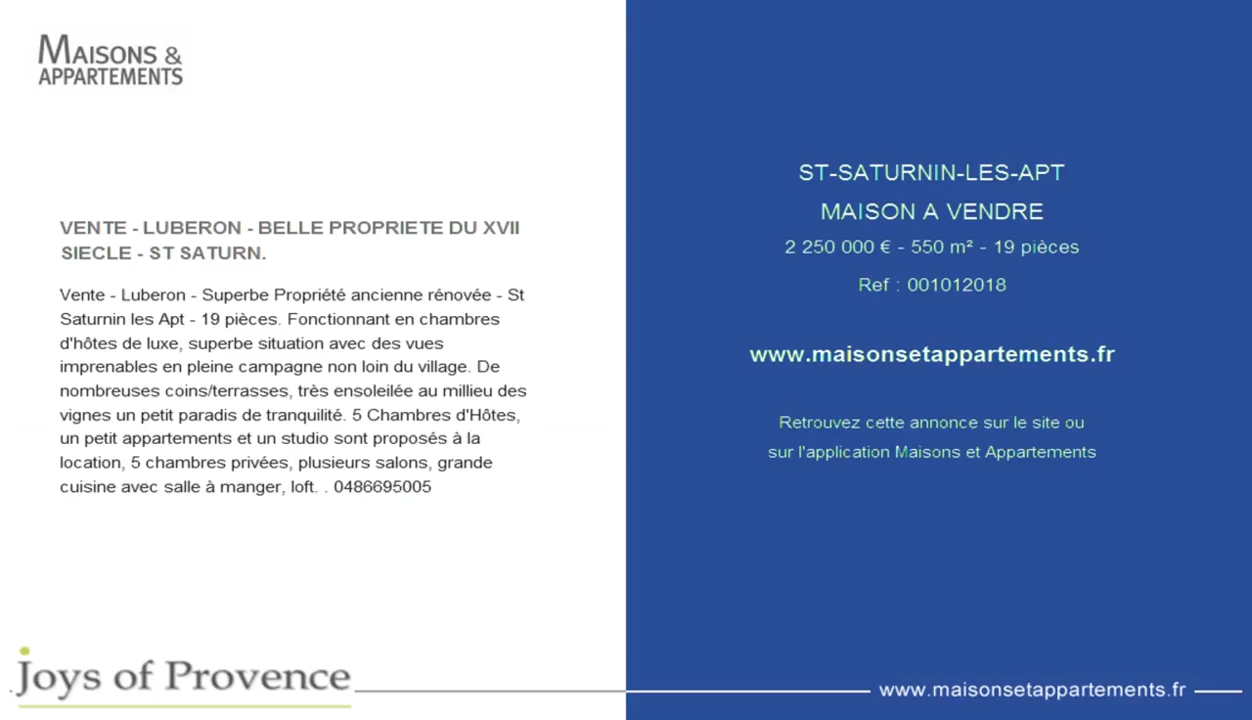 MAISONS &
APPARTEMENTS
VENTE - LUBERON - BELLE PROPRIETE DU XVII
SIECLE - ST SATURN.
Vente - Luberon - Superbe Propriété ancienne rénovée - St
Saturnin les Apt - 19 pièces. Fonctionnant en chambres
d'hôtes de luxe, superbe situation avec des vues
imprenables en pleine campagne non loin du village. De
nombreuses coins/terrasses, très ensoleilée au millieu des
vignes un petit paradis de tranquilité. 5 Chambres d'Hôtes,
un petit appartements et un studio sont proposés à la
location, 5 chambres privées, plusieurs salons, grande
cuisine avec salle à manger, loft. . 0486695005
Joys of Provence
ST-SATURNIN-LES-APT
MAISON A VENDRE
2 250 000 € - 550 m² - 19 pièces
Ref : 001012018
www.maisonsetappartements.fr
Retrouvez cette annonce sur le site ou
sur l'application Maisons et Appartements
www.maisonsetappartements.fr